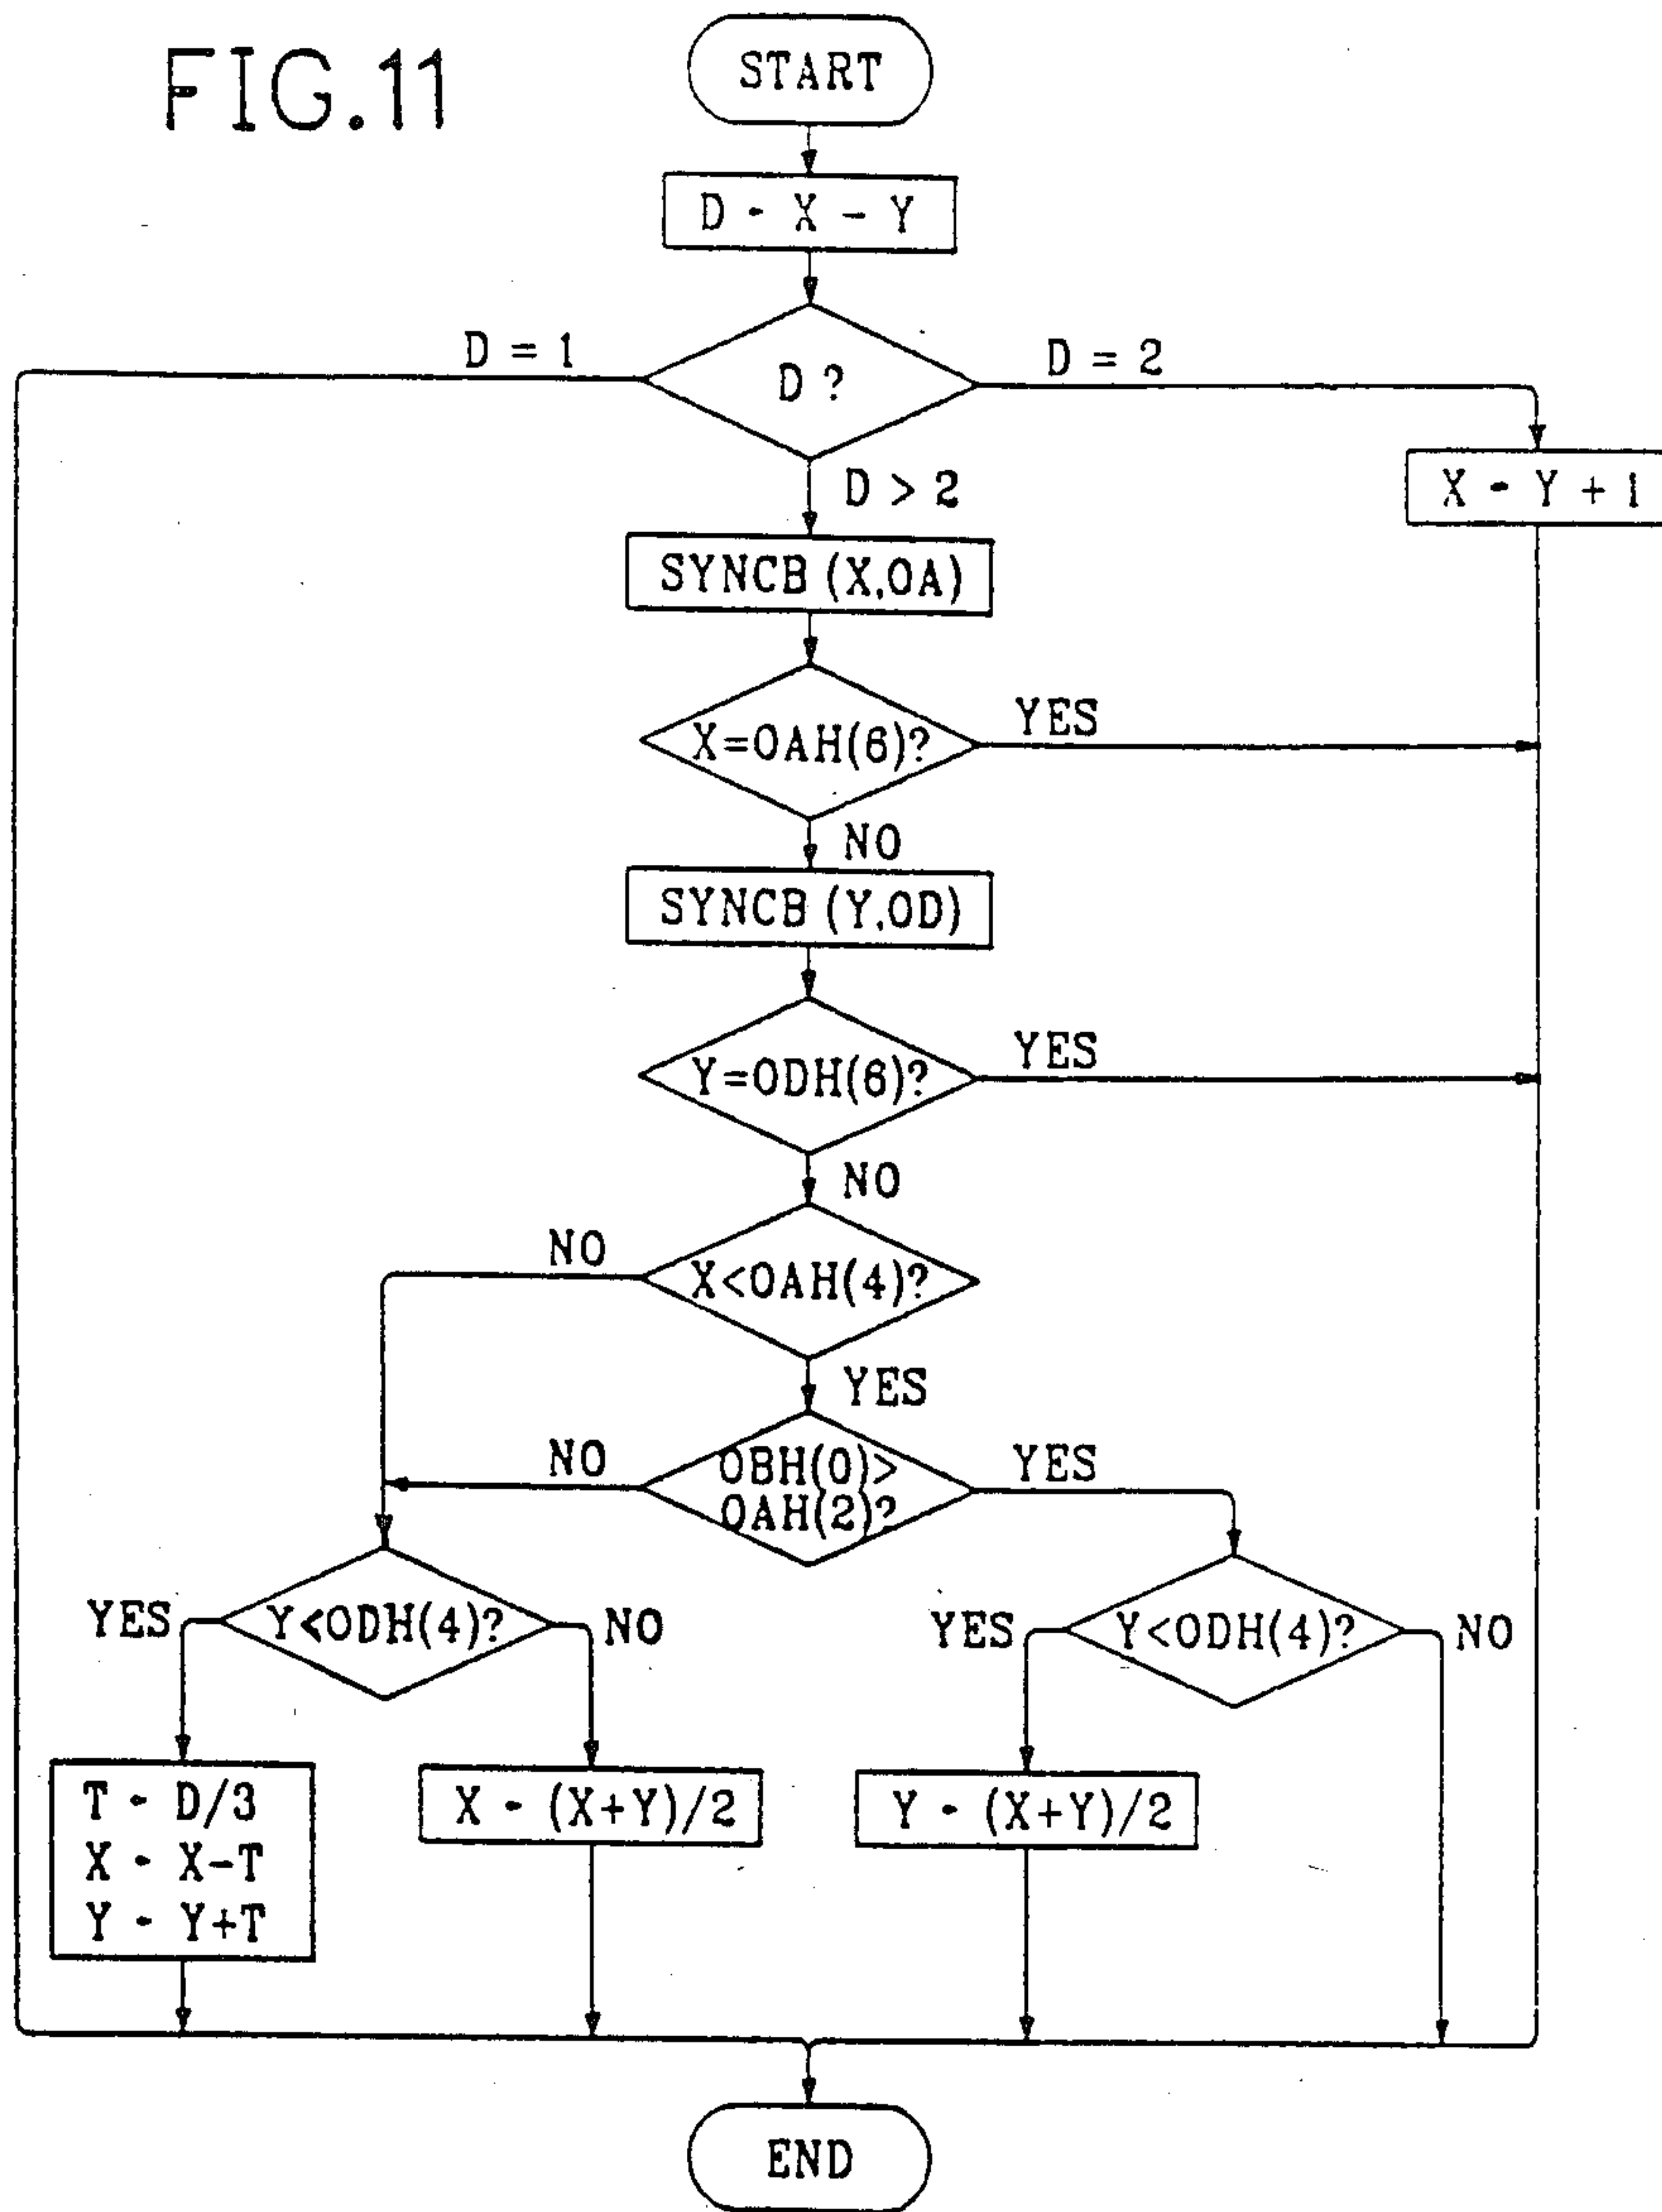 FIG.11
START
D - X - Y
D = 1
D ?
D = 2
D > 2
X - Y + 1
SYNCB (X,OA)
X=OAH(6)?
YES
NO
SYNCB (Y,OD)
Y=ODH(6)?
YES
NO
NO
X<OAH(4)?
YES
NO
OBH(0)>
OAH(2)?
YES
YES
Y<ODH(4)?
NO
YES
Y<ODH(4)?
NO
T - D/3
X - X-T
Y - Y+T
X - (X+Y)/2
Y - (X+Y)/2
END